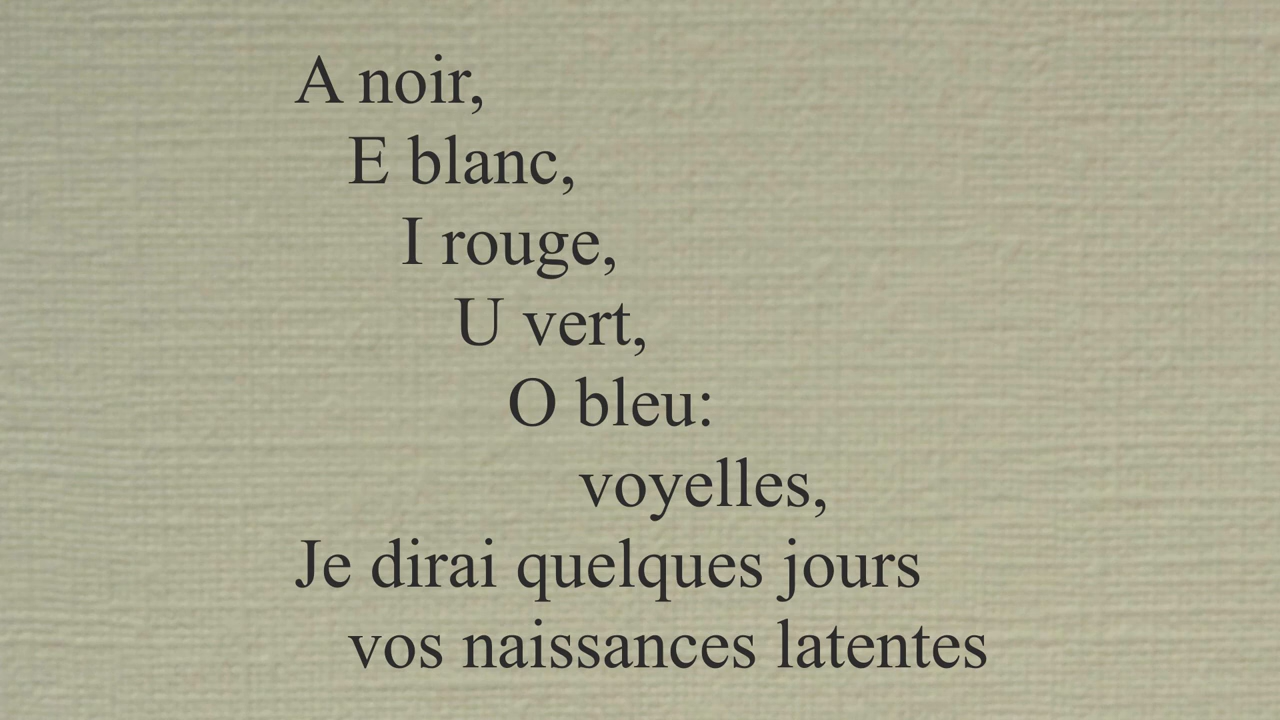 A noir,
E blanc,
I rouge,
U vert,
O bleu:
voyelles,
Je dirai quelques jours
vos naissances latentes